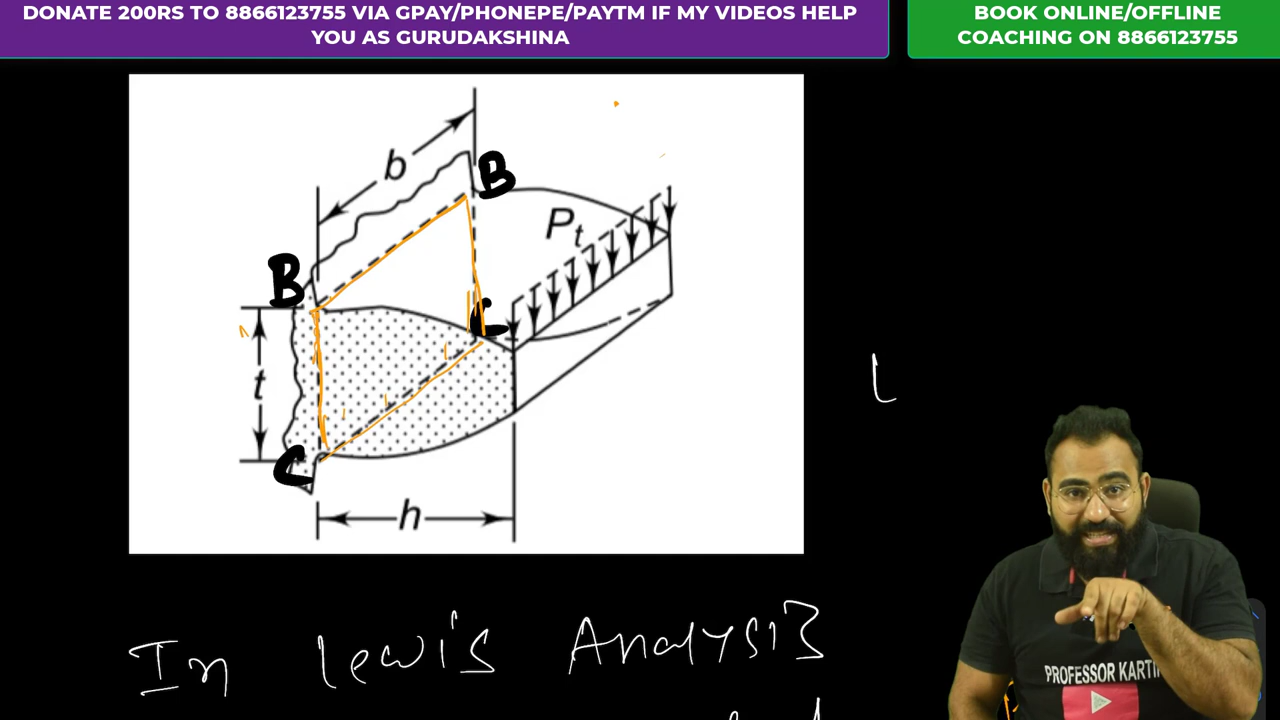 DONATE 200RS TO 8866123755 VIA GPAY/PHONEPE/PAYTM IF MY VIDEOS HELP
YOU AS GURUDAKSHINA
BOOK ONLINE/OFFLINE
COACHING ON 8866123755
b
B
Pt
B
C
t
C
h
In lewis Analysis
PROFESSOR KARTI